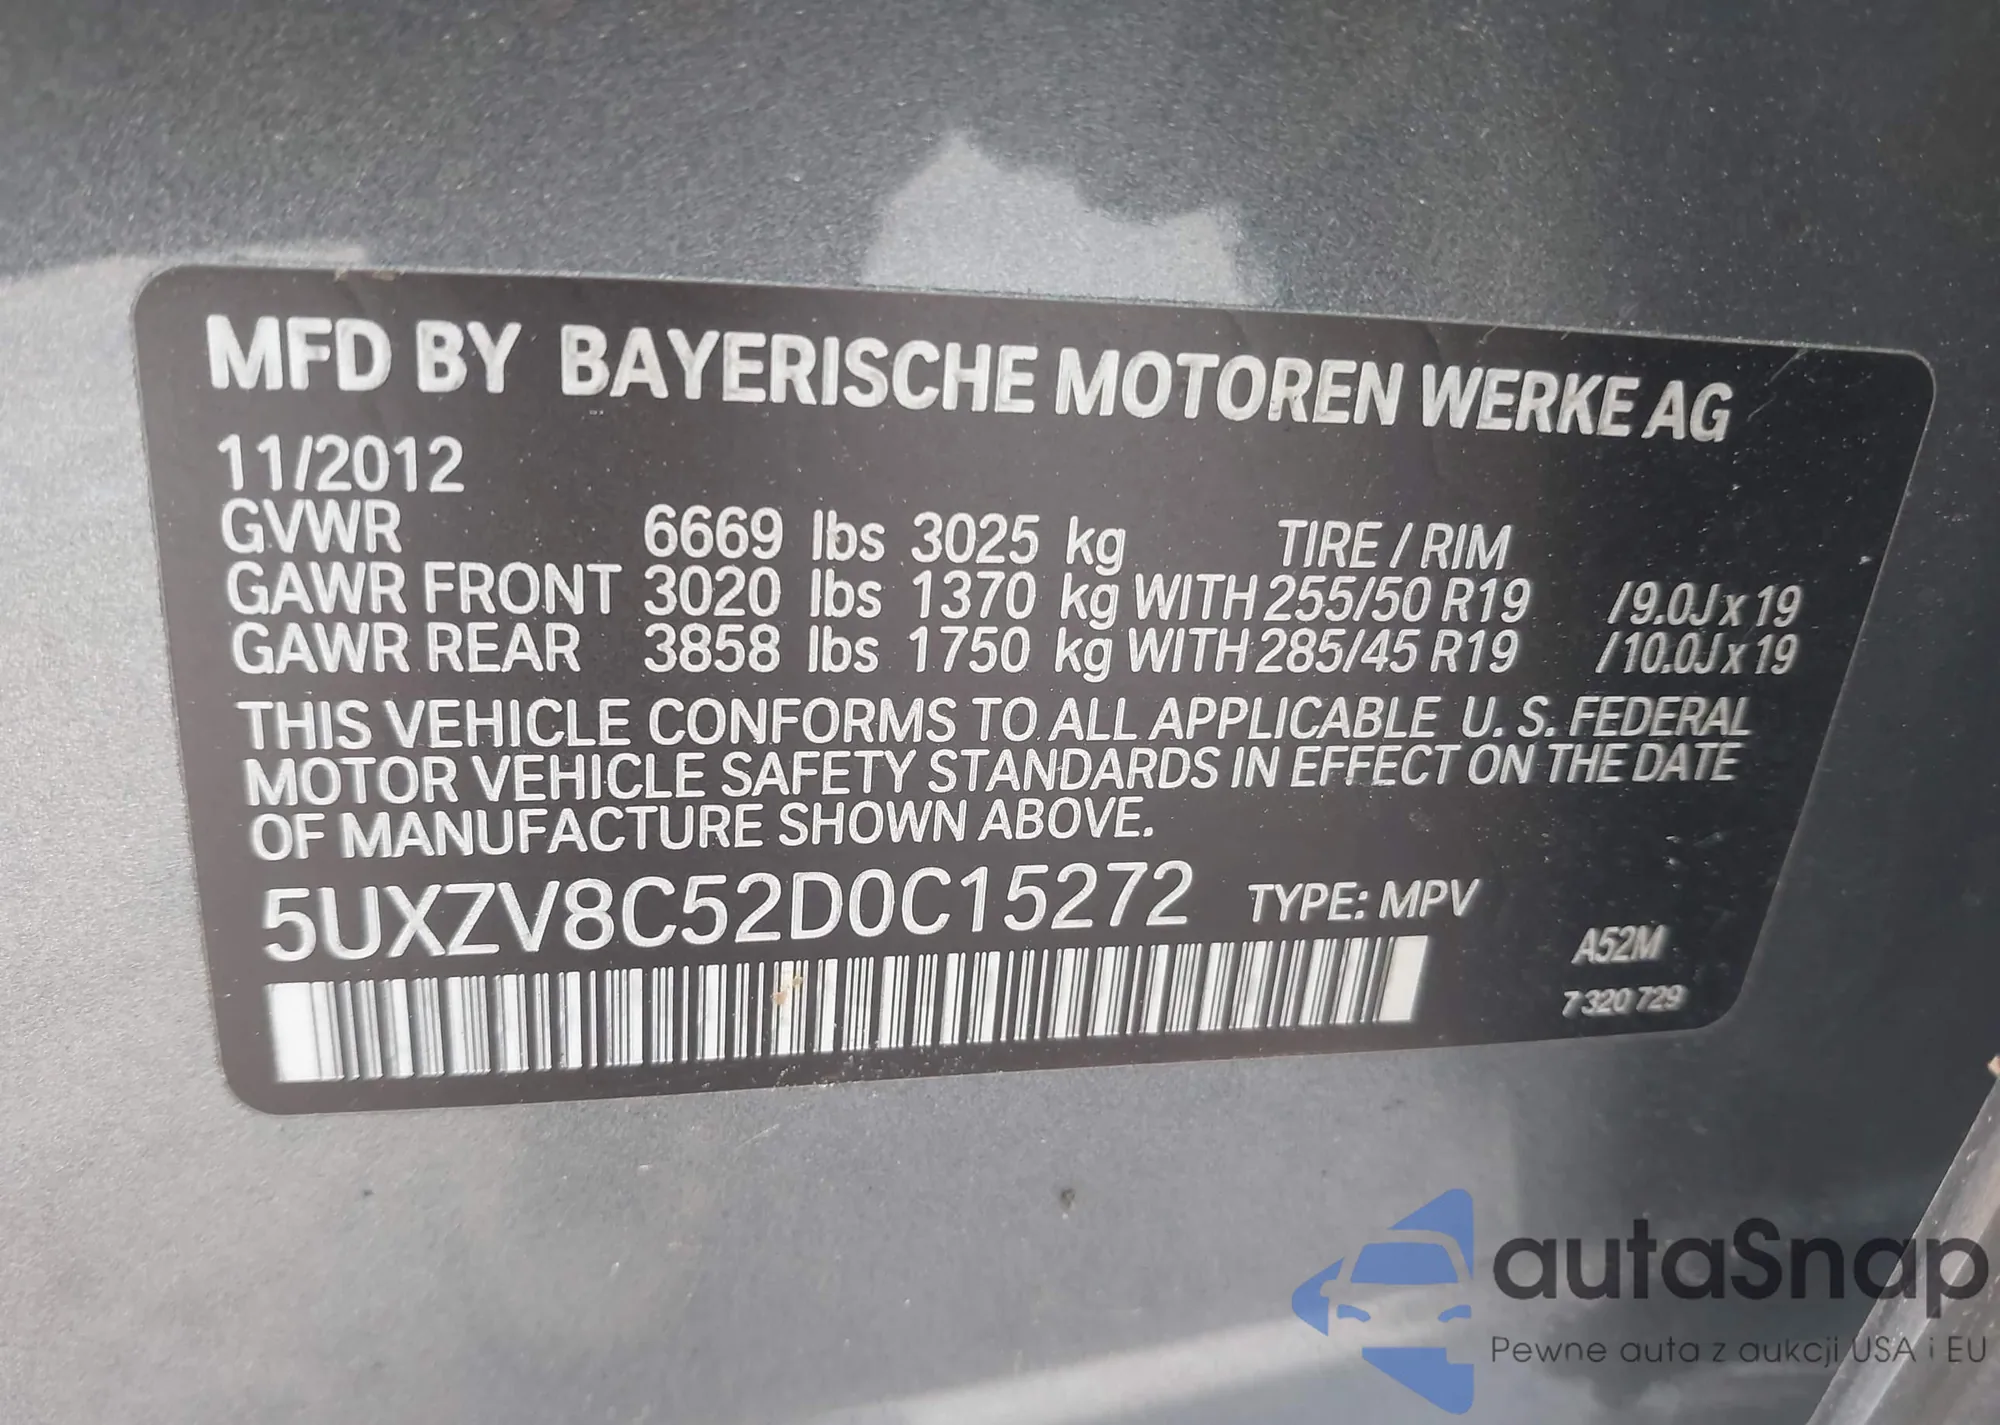 MFD BY BAYERISCHE MOTOREN WERKE AG
11/2012
GVWR 6669 lbs 3025 kg TIRE / RIM
GAWR FRONT 3020 lbs 1370 kg WITH 255/50 R19 /9.0J x 19
GAWR REAR 3858 lbs 1750 kg WITH 285/45 R19 /10.0J x 19
THIS VEHICLE CONFORMS TO ALL APPLICABLE U. S. FEDERAL
MOTOR VEHICLE SAFETY STANDARDS IN EFFECT ON THE DATE
OF MANUFACTURE SHOWN ABOVE.
5UXZV8C52D0C15272 TYPE: MPV
A52M
7 320 729
autaSnap
Pewne auta z aukcji USA i EU